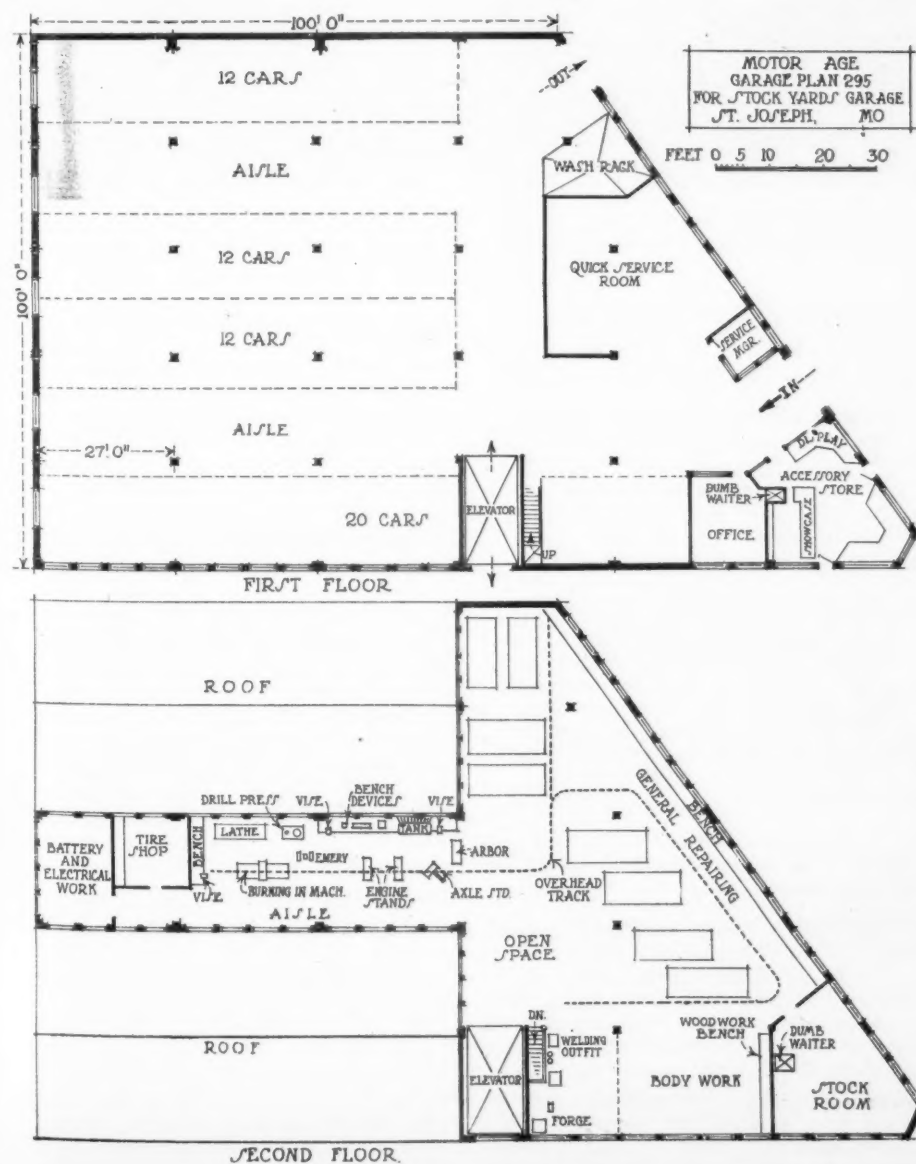 100' 0"
MOTOR AGE
GARAGE PLAN 295
FOR STOCK YARDS GARAGE
ST. JOSEPH, MO
FEET 0 5 10 20 30
12 CARS
OUT
WASH RACK
AISLE
12 CARS
QUICK SERVICE
ROOM
100' 0"
12 CARS
SERVICE
MGR.
IN
AISLE
27' 0"
DISPLAY
ACCESSORY
STORE
DUMB
WAITER
SHOWCASE
OFFICE
20 CARS
ELEVATOR
UP
FIRST FLOOR
ROOF
DRILL PRESS
VISE
BENCH
DEVICES
VISE
LATHE
TANK
BENCH
GENERAL REPAIRING
BATTERY
AND
ELECTRICAL
WORK
TIRE
SHOP
BENCH
EMERY
ARBOR
VISE
BURNING IN MACH.
ENGINE
STANDS
AXLE STD.
OVERHEAD
TRACK
AISLE
OPEN
SPACE
ROOF
DN.
WELDING
OUTFIT
WOODWORK
BENCH
DUMB
WAITER
ELEVATOR
BODY WORK
STOCK
ROOM
FORGE
SECOND FLOOR